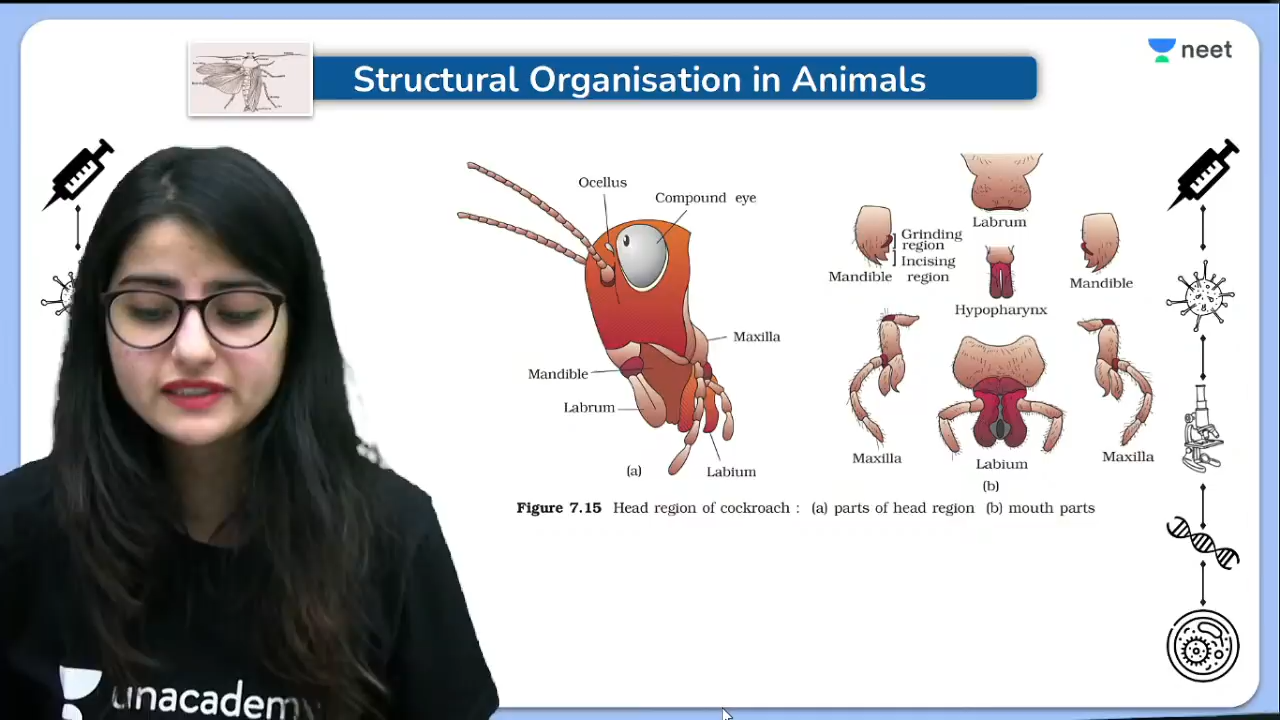 neet
Structural Organisation in Animals
Ocellus
Compound eye
Labrum
Grinding
region
Incising
region
Mandible
Mandible
Hypopharynx
Maxilla
Mandible
Labrum
Maxilla
Labium
Maxilla
(a)
Labium
(b)
Figure 7.15 Head region of cockroach : (a) parts of head region (b) mouth parts
unacademy